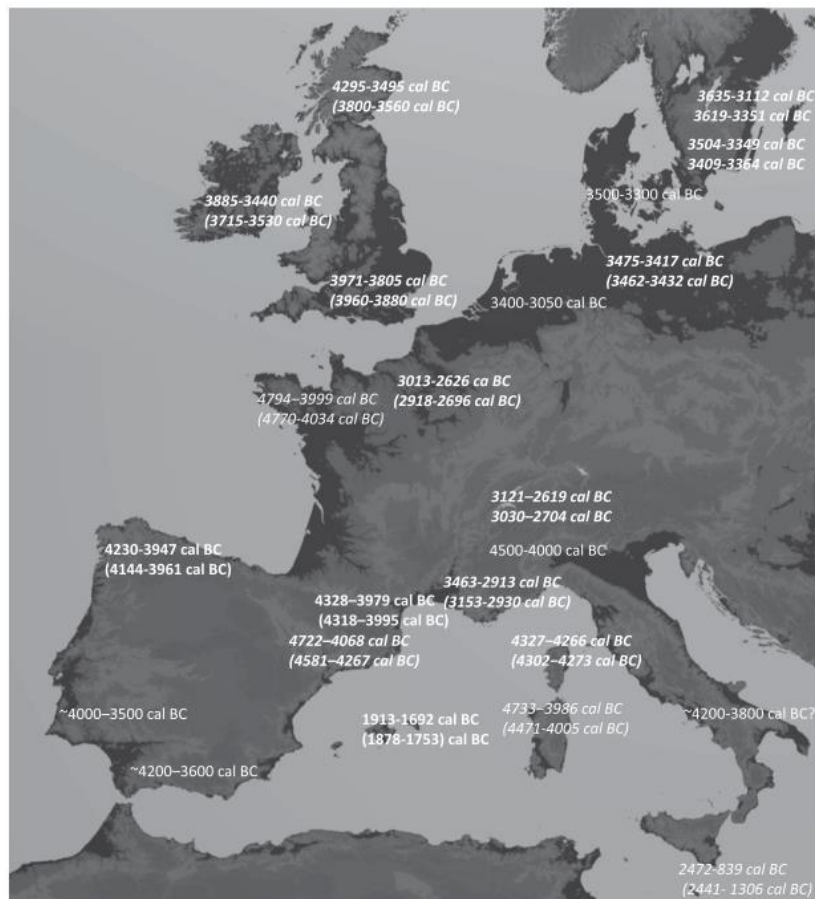 4295-3495 cal BC
(3800-3560 cal BC)
3635-3112 cal BC
3619-3351 cal BC
3504-3349 cal BC
3409-3364 cal BC
3885-3440 cal BC
(3715-3530 cal BC)
3500-3300 cal BC
3971-3805 cal BC
(3960-3880 cal BC)
3475-3417 cal BC
(3462-3432 cal BC)
3400-3050 cal BC
3013-2626 ca BC
(2918-2696 cal BC)
4794–3999 cal BC
(4770-4034 cal BC)
3121–2619 cal BC
3030–2704 cal BC
4500-4000 cal BC
4230-3947 cal BC
(4144-3961 cal BC)
3463-2913 cal BC
(3153-2930 cal BC)
4328–3979 cal BC
(4318–3995 cal BC)
4722–4068 cal BC
(4581–4267 cal BC)
4327–4266 cal BC
(4302–4273 cal BC)
~4000–3500 cal BC
1913-1692 cal BC
(1878-1753) cal BC
4733–3986 cal BC
(4471-4005 cal BC)
~4200-3800 cal BC?
~4200–3600 cal BC
2472-839 cal BC
(2441- 1306 cal BC)